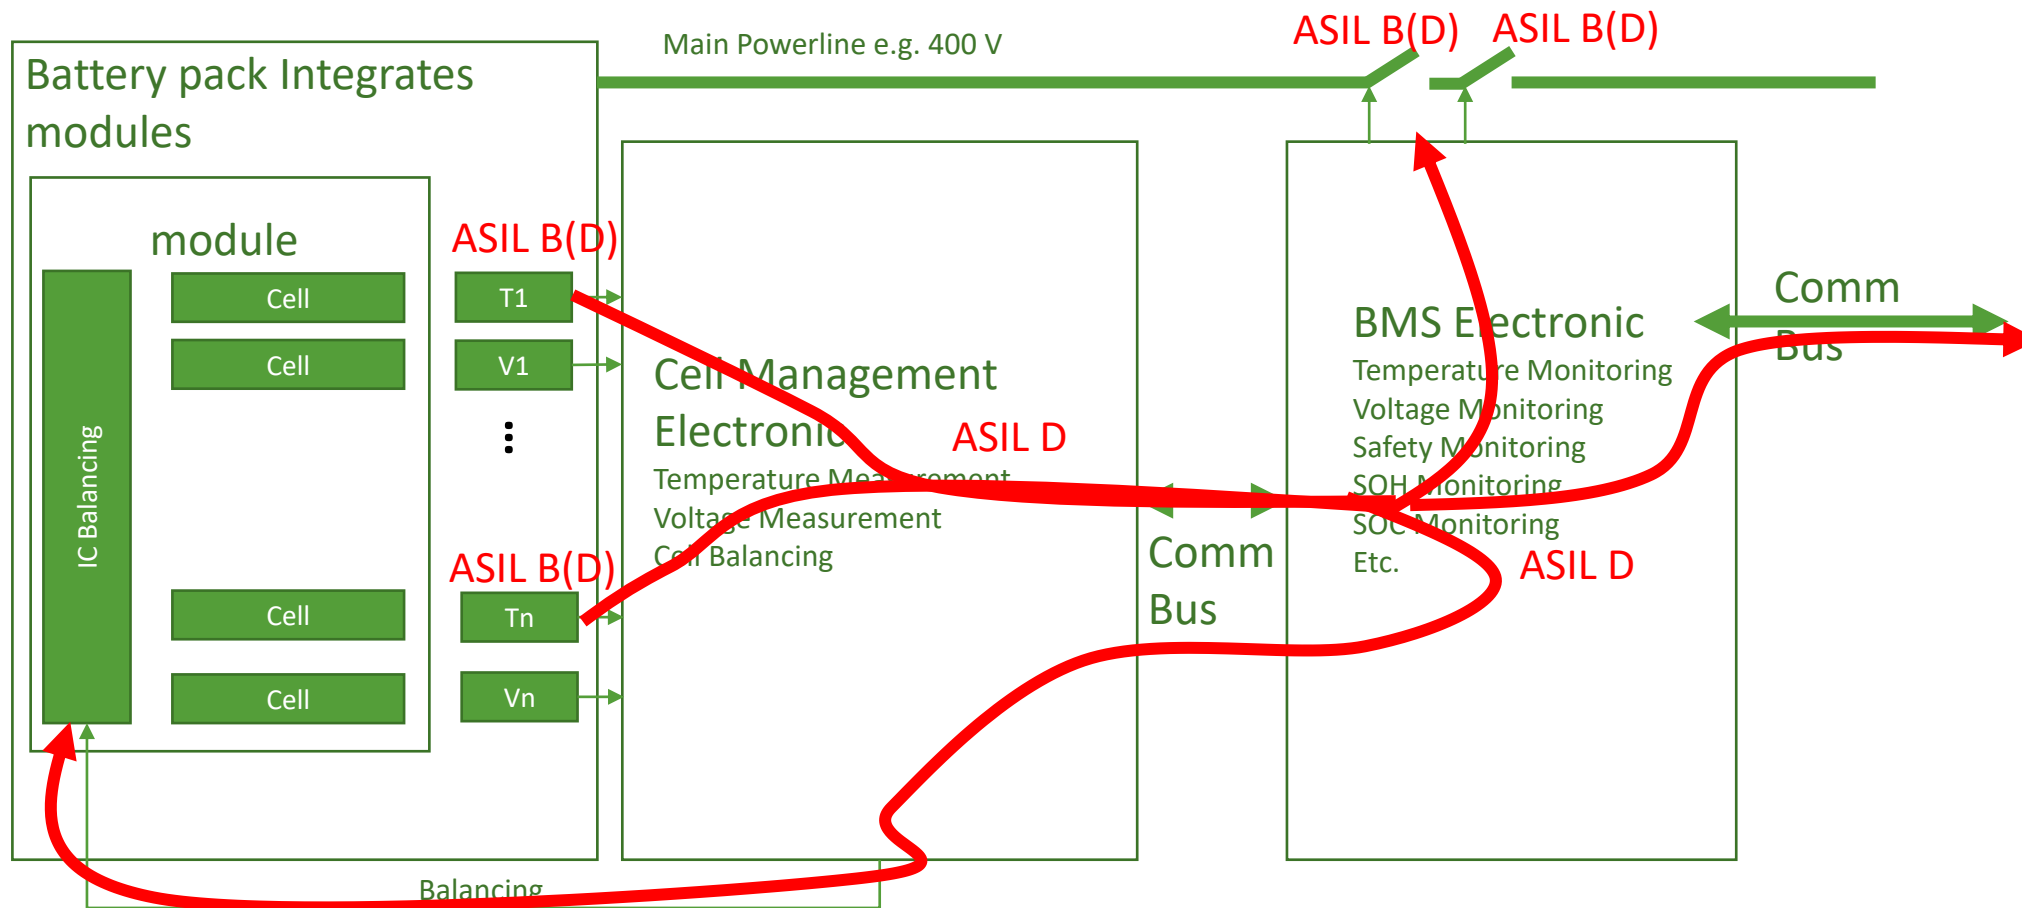 Main Powerline e.g. 400 V
ASIL B(D)
ASIL B(D)
Battery pack Integrates
modules
module
IC Balancing
Cell
Cell
Cell
Cell
ASIL B(D)
T1
V1
ASIL B(D)
Tn
Vn
Cell Management
Electronic
Temperature Measurement
Voltage Measurement
Cell Balancing
ASIL D
Comm
Bus
BMS Electronic
Temperature Monitoring
Voltage Monitoring
Safety Monitoring
SOH Monitoring
SOC Monitoring
Etc.
ASIL D
Comm
Bus
Balancing